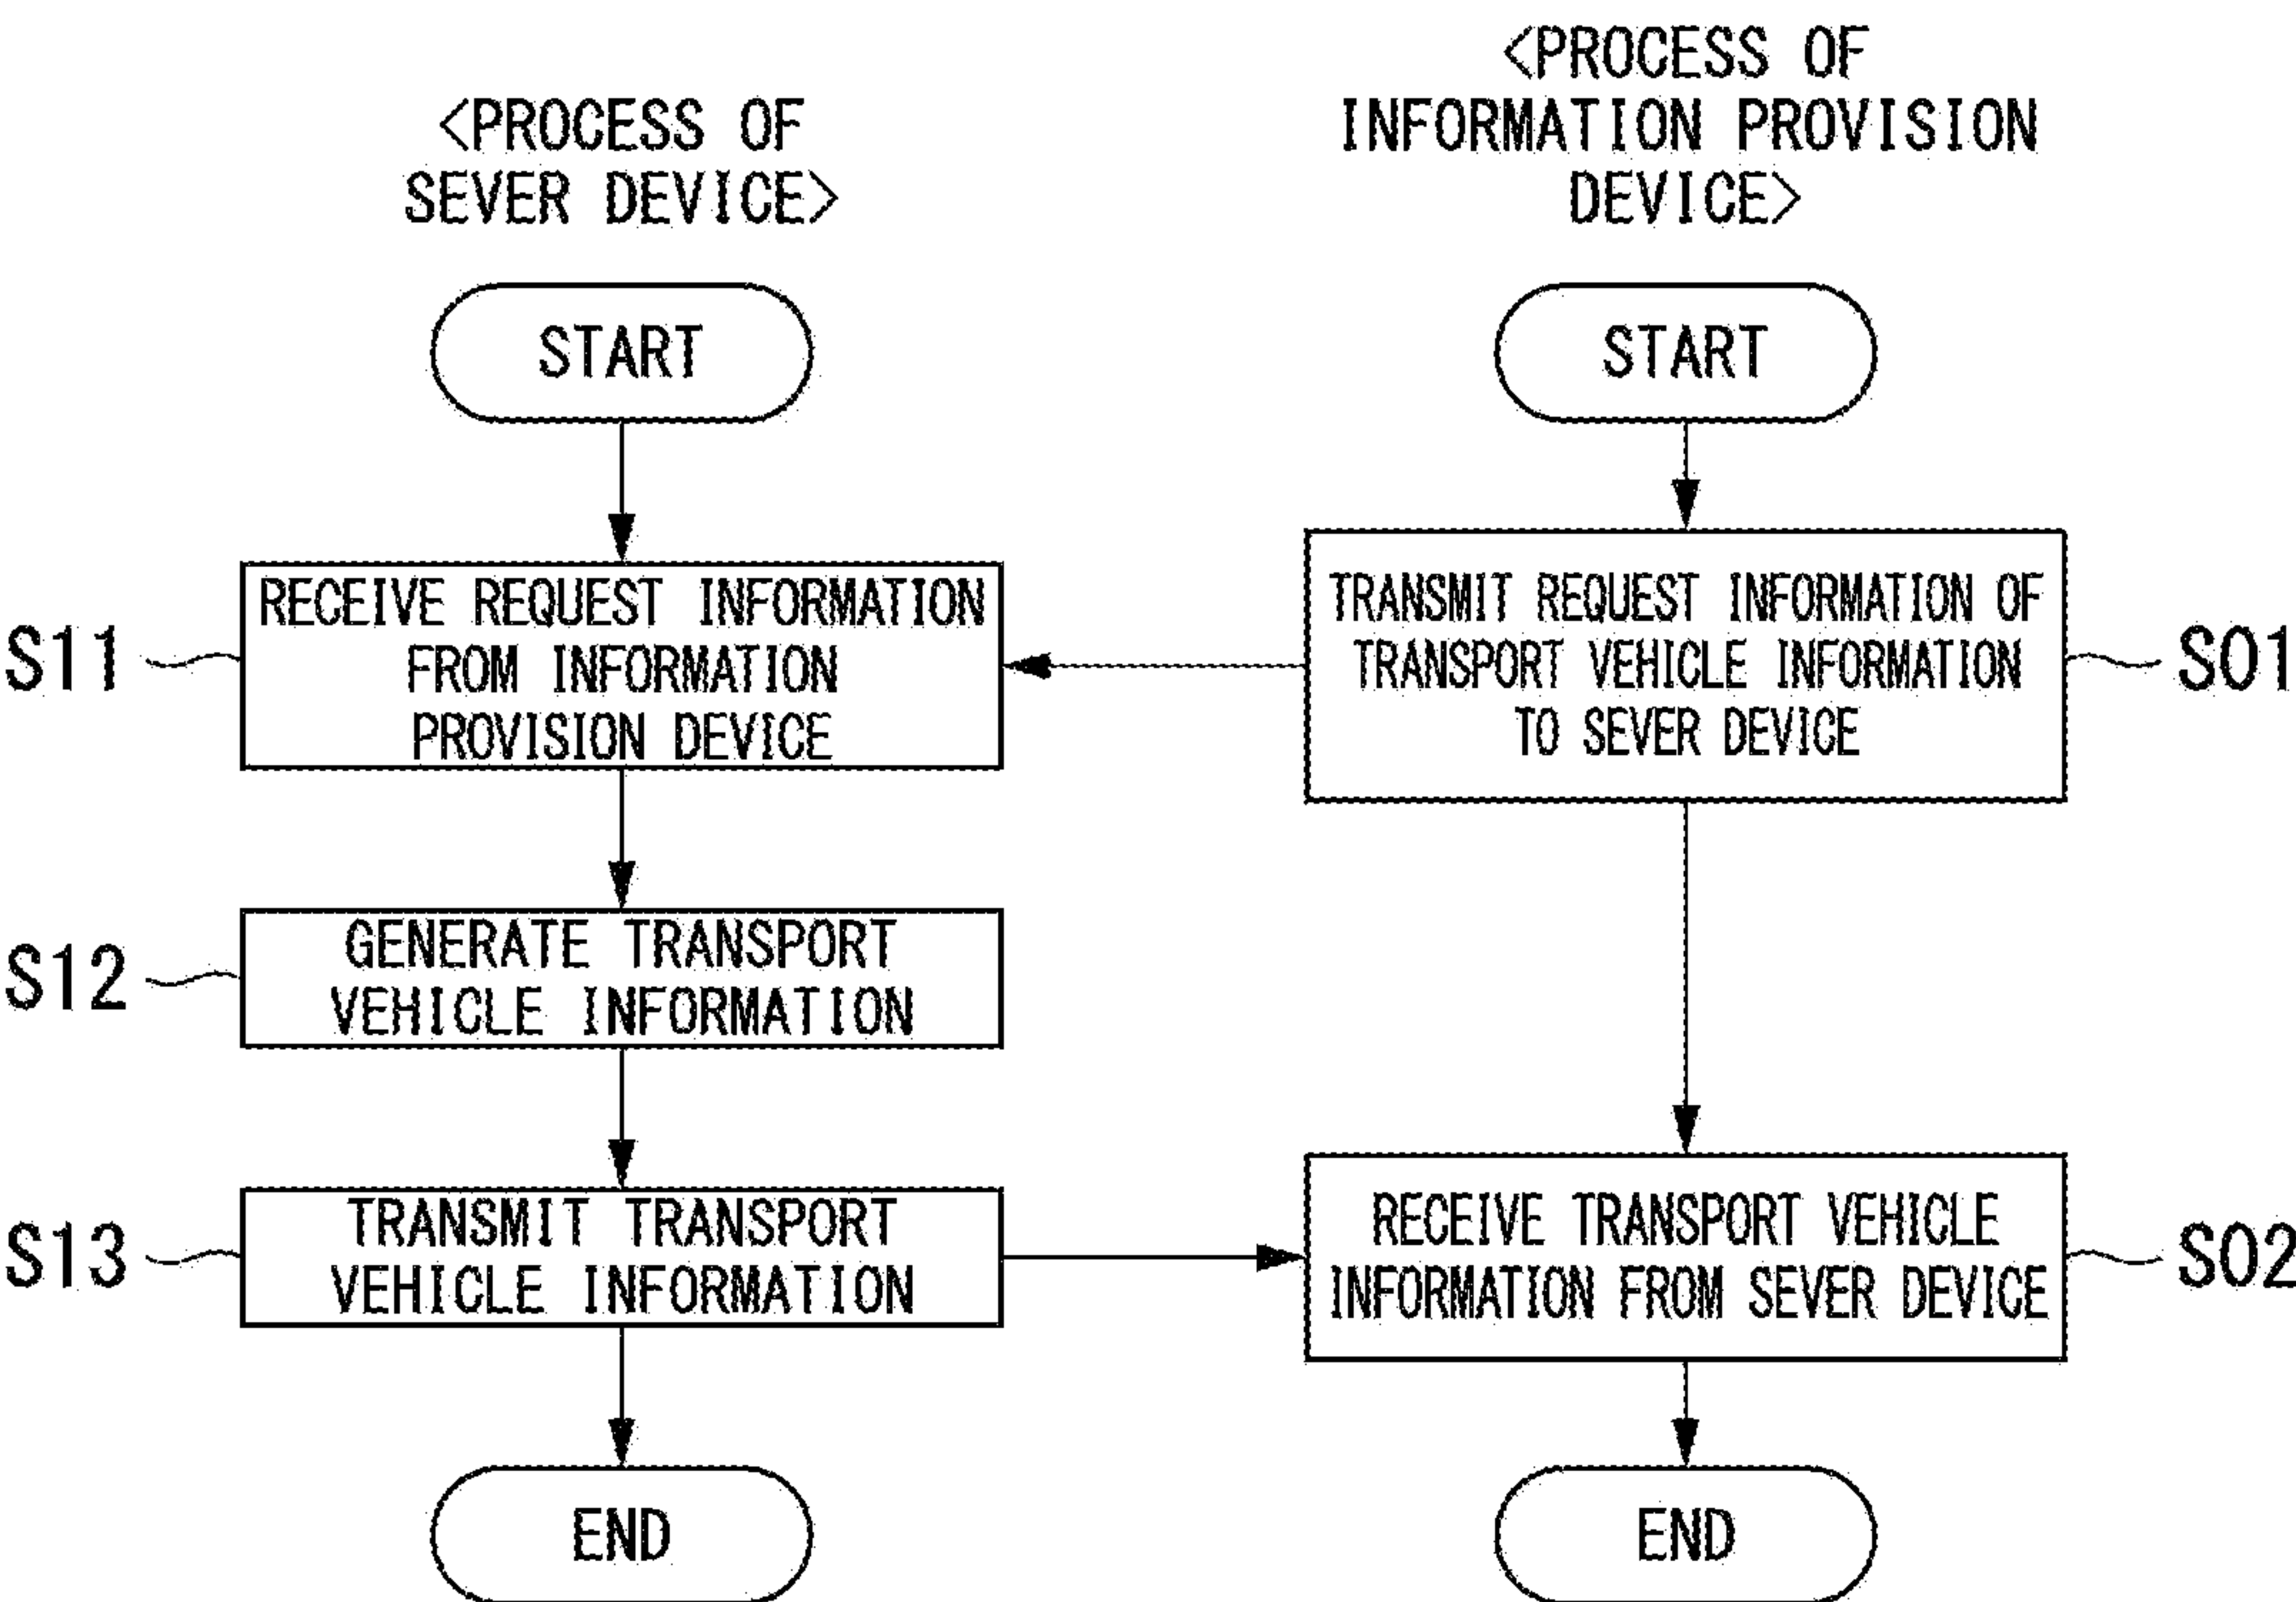 <PROCESS OF
SEVER DEVICE>
START
S11
RECEIVE REQUEST INFORMATION
FROM INFORMATION
PROVISION DEVICE
S12
GENERATE TRANSPORT
VEHICLE INFORMATION
S13
TRANSMIT TRANSPORT
VEHICLE INFORMATION
END
<PROCESS OF
INFORMATION PROVISION
DEVICE>
START
TRANSMIT REQUEST INFORMATION OF
TRANSPORT VEHICLE INFORMATION
TO SEVER DEVICE
S01
RECEIVE TRANSPORT VEHICLE
INFORMATION FROM SEVER DEVICE
S02
END